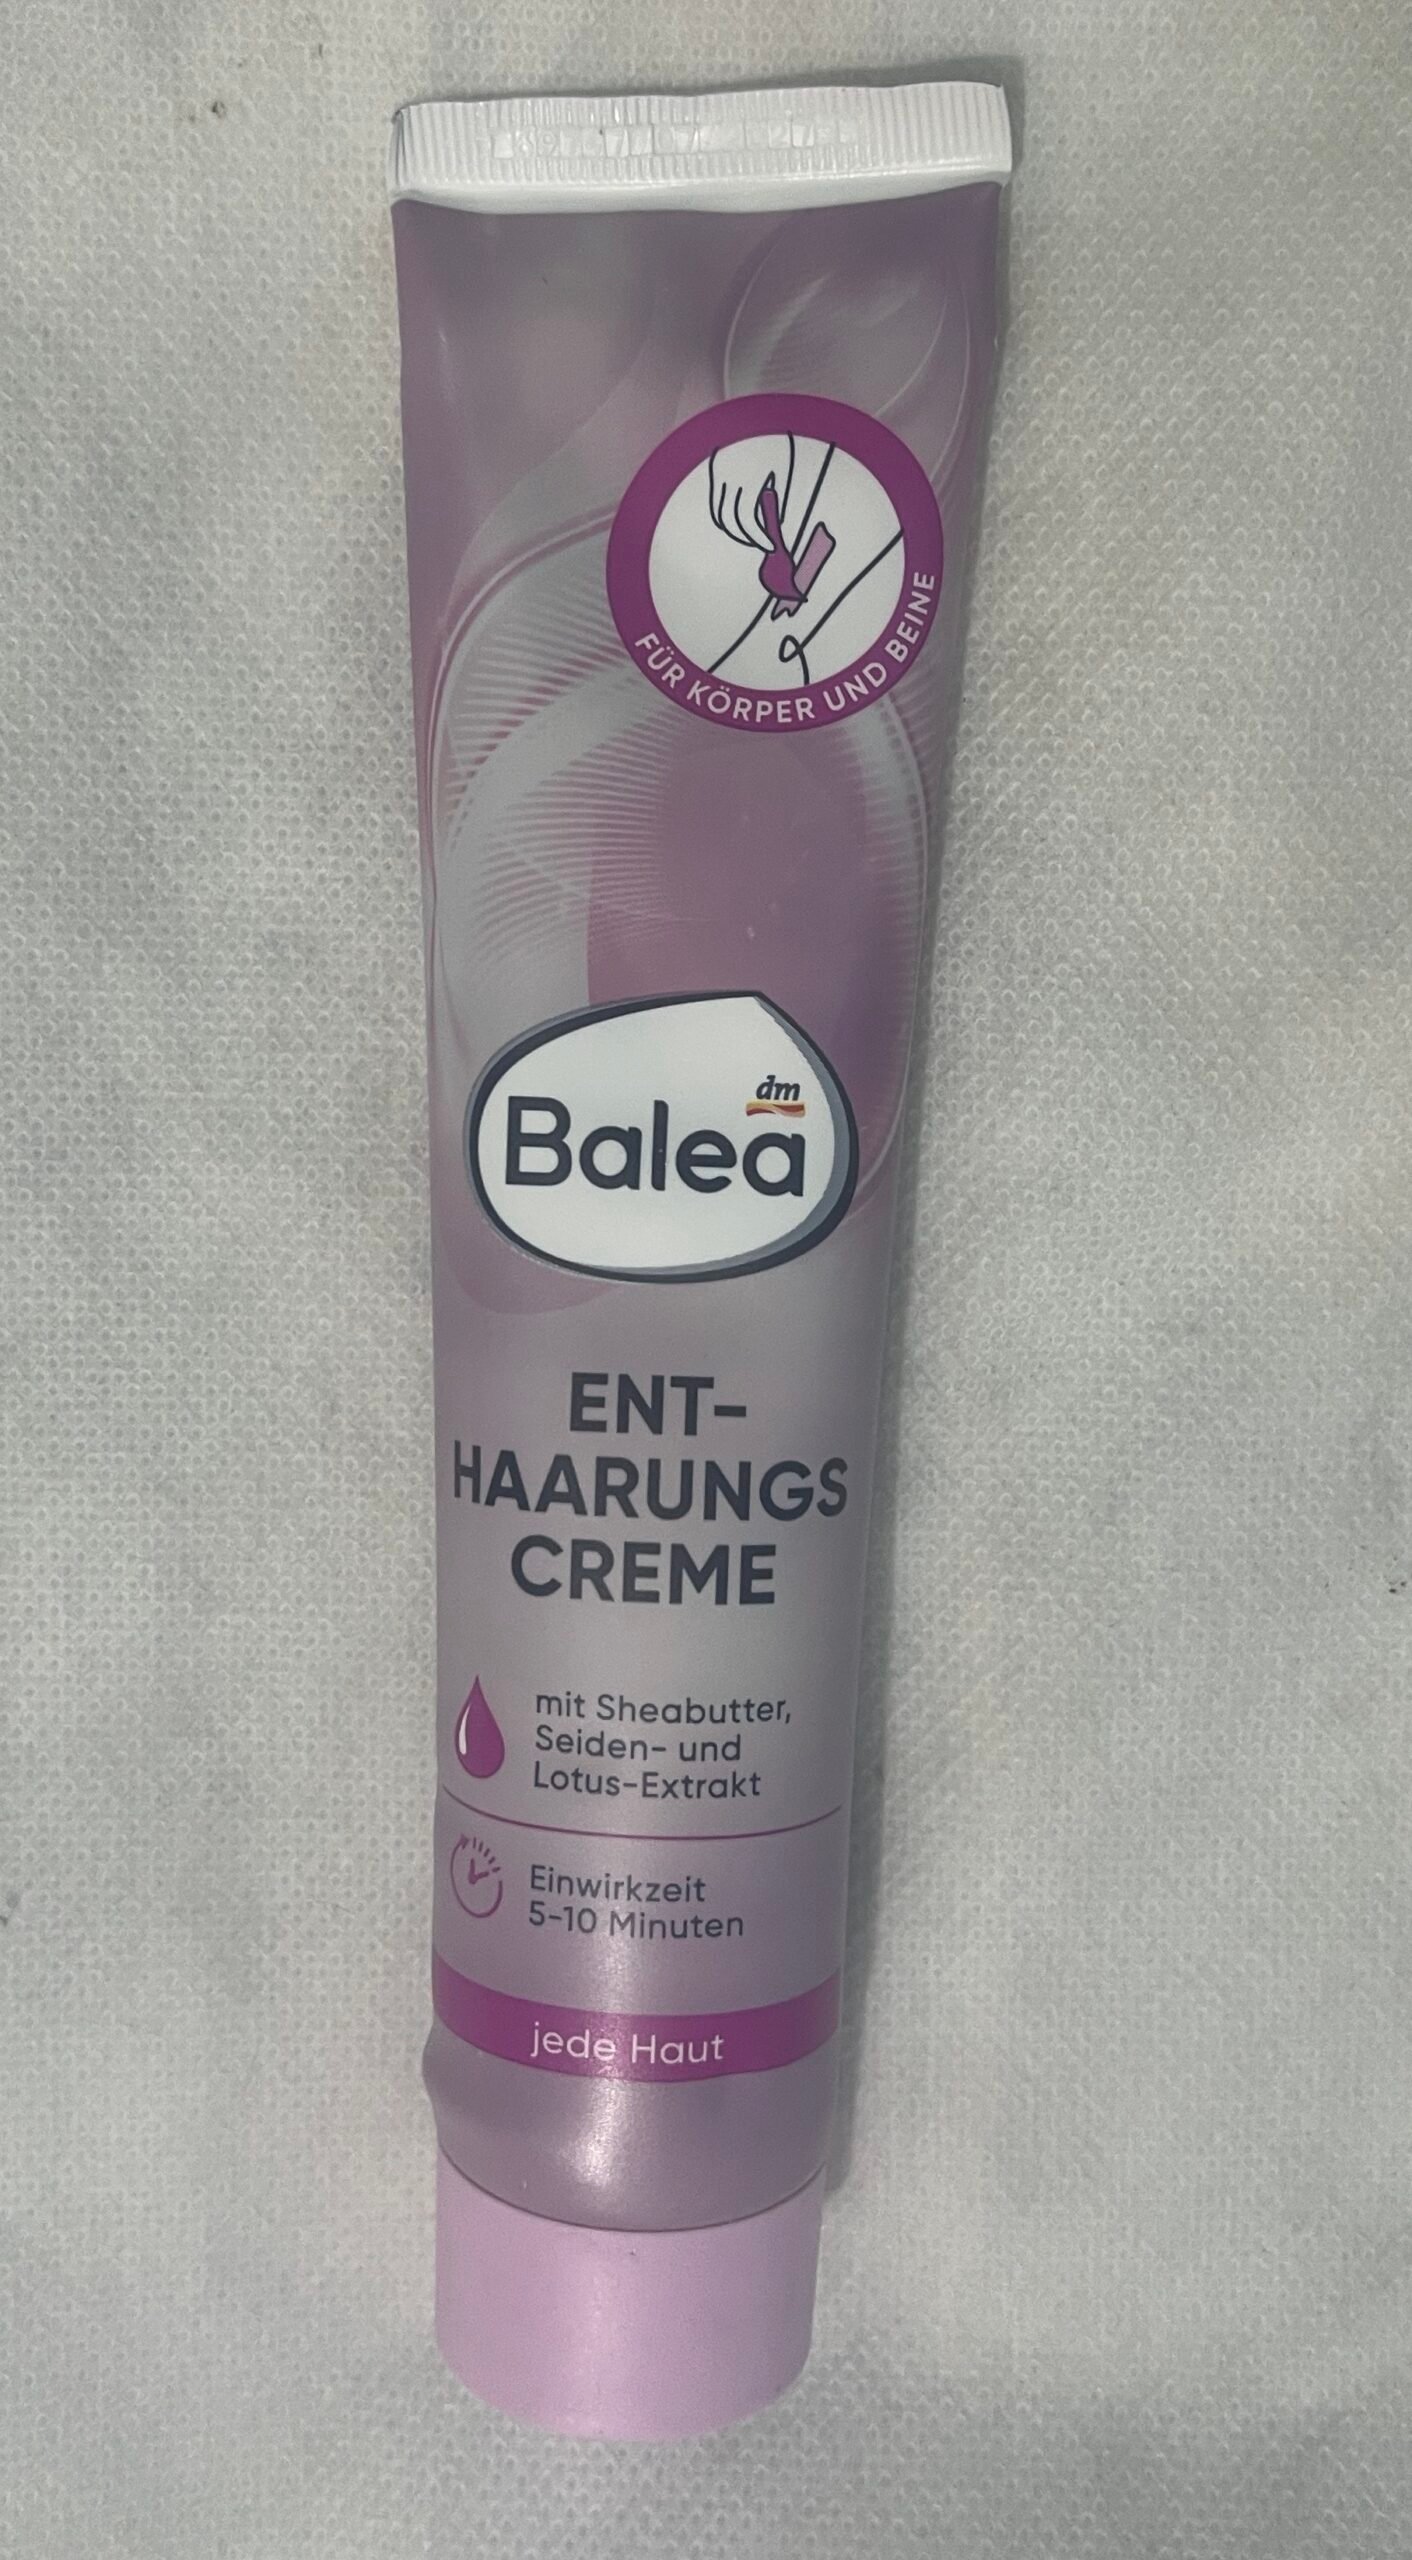 FÜR KÖRPER UND BEINE
dm
Balea
ENT-
HAARUNGS
CREME
mit Sheabutter,
Seiden- und
Lotus-Extrakt
Einwirkzeit
5-10 Minuten
jede Haut